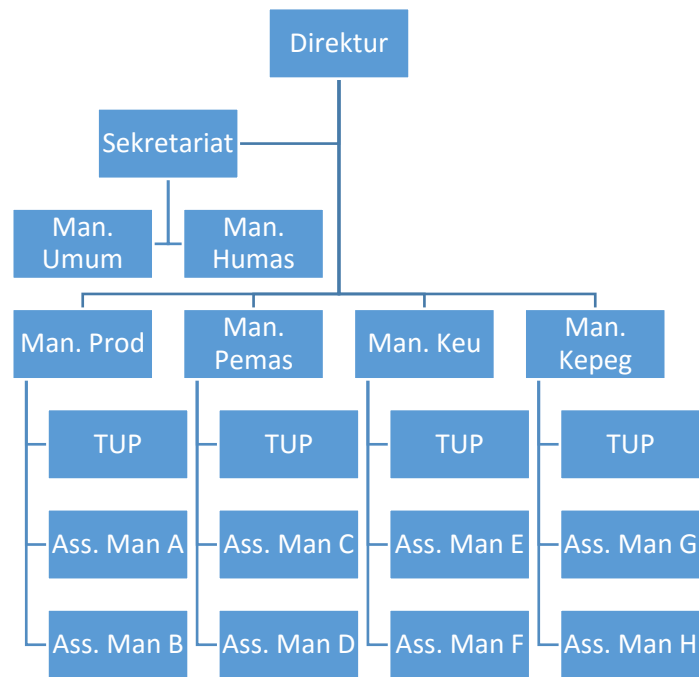 Direktur
Sekretariat
Man.
Umum
Man.
Humas
Man. Prod
Man.
Pemas
Man. Keu
Man.
Kepeg
TUP
TUP
TUP
TUP
Ass. Man A
Ass. Man C
Ass. Man E
Ass. Man G
Ass. Man B
Ass. Man D
Ass. Man F
Ass. Man H